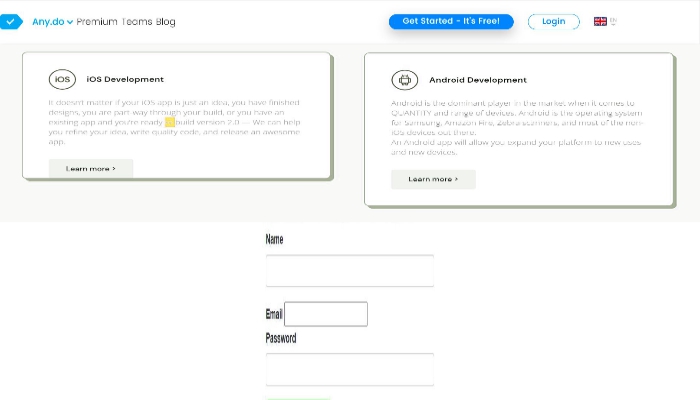 Any.do Premium Teams Blog
Get Started - It's Free!
Login
EN
iOS
iOS Development
It doesn't matter if your iOS app is just an idea, you have finished
designs, you are part way through your build, or you have an
existing app and you're ready build version 2.0 — We can help
you refine your idea, write quality code, and release an awesome
app.
Learn more >
Android Development
Android is the dominant player in the market when it comes to
QUANTITY and range of devices. Android is the operating system
for Samsung, Amazon Fire, Zebra scanners, and most of the non-
iOs devices out there.
An Android app will allow you expand your platform to new uses
and new devices.
Learn more >
Name
Email
Password